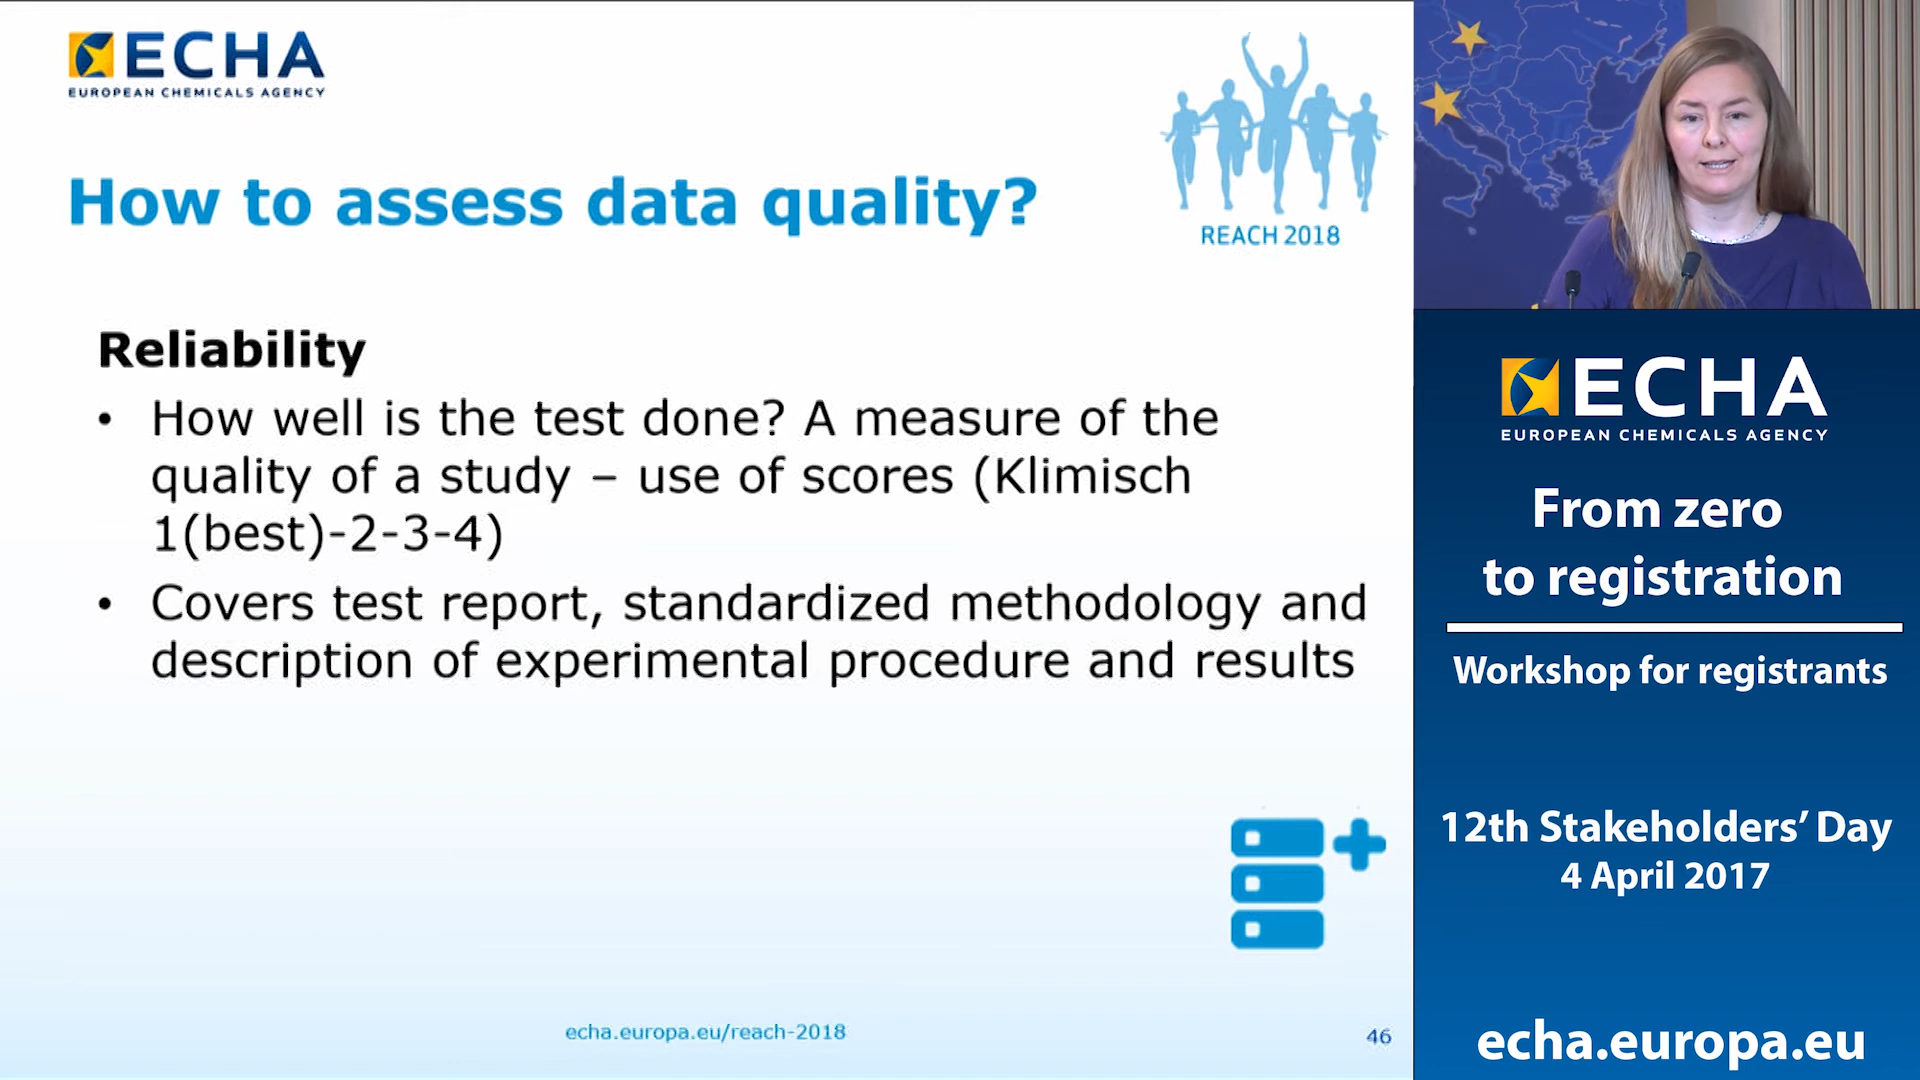 ECHA
EUROPEAN CHEMICALS AGENCY
REACH 2018
How to assess data quality?
Reliability
• How well is the test done? A measure of the
quality of a study – use of scores (Klimisch
1(best)-2-3-4)
• Covers test report, standardized methodology and
description of experimental procedure and results
echa.europa.eu/reach-2018
46
ECHA
EUROPEAN CHEMICALS AGENCY
From zero
to registration
Workshop for registrants
12th Stakeholders’ Day
4 April 2017
echa.europa.eu